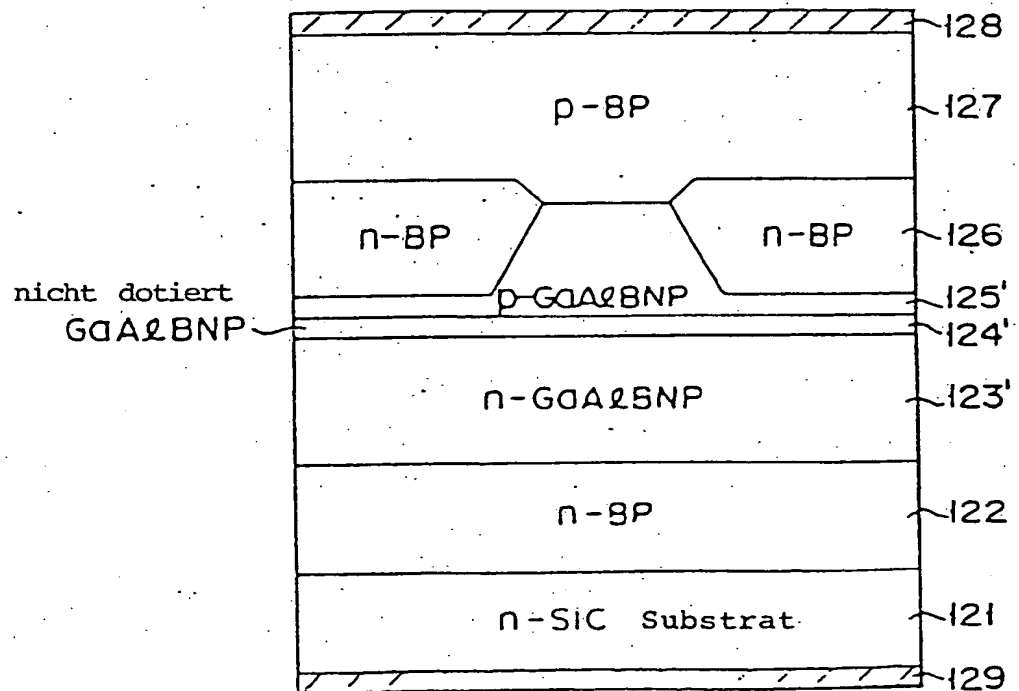 128
p-BP
127
n-BP
n-BP
126
nicht dotiert
p-GaAlBNP
125'
GaAlBNP
124'
n-GaAlBNP
123'
n-BP
122
n-SiC Substrat
121
129